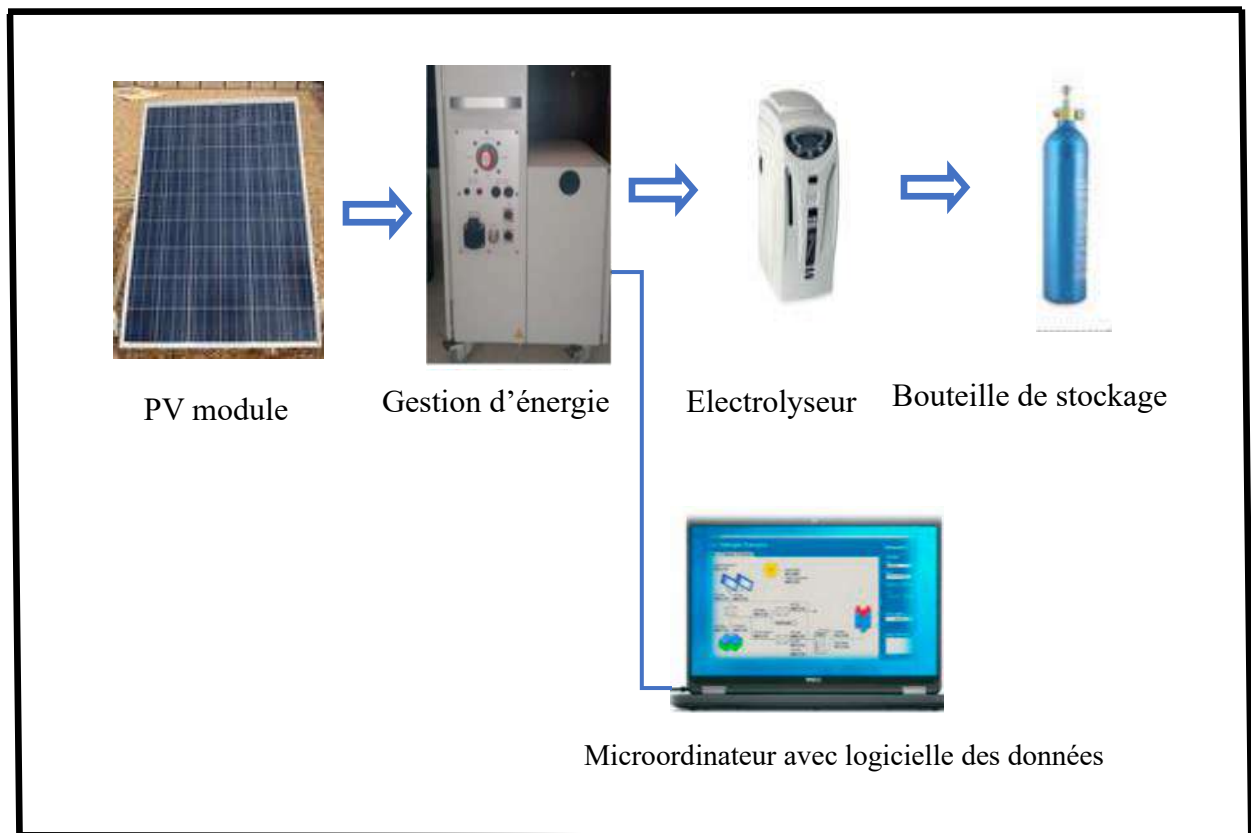 PV module
Gestion d’énergie
Electrolyseur
Bouteille de stockage
Microordinateur avec logicielle des données